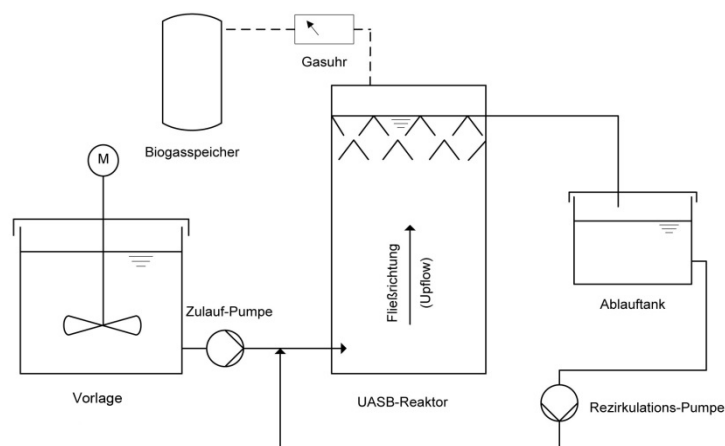 Gasuhr
Biogasspeicher
M
Fließrichtung
(Upflow)
Zulauf-Pumpe
Ablauftank
Vorlage
UASB-Reaktor
Rezirkulations-Pumpe